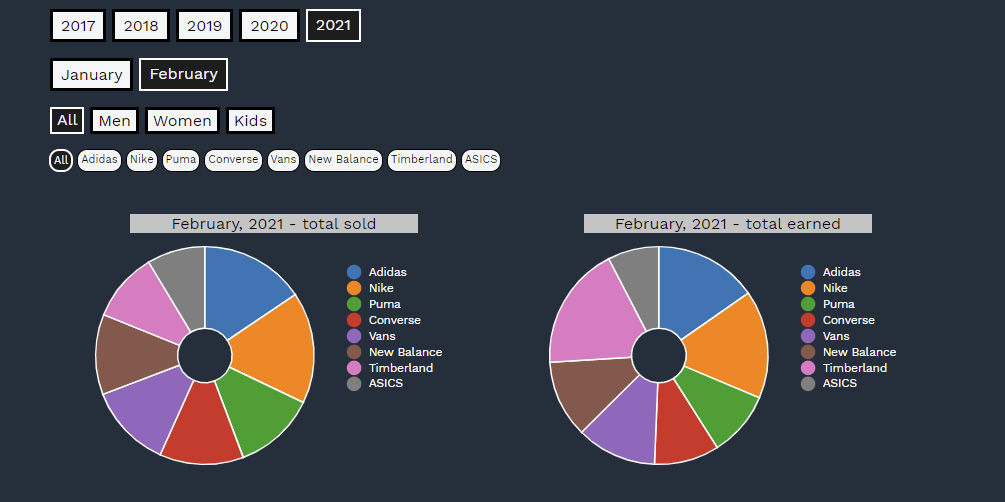 2017 2018 2019 2020 2021
January February
All Men Women Kids
All Adidas Nike Puma Converse Vans New Balance Timberland ASICS
February, 2021 - total sold
Adidas
Nike
Puma
Converse
Vans
New Balance
Timberland
ASICS
February, 2021 - total earned
Adidas
Nike
Puma
Converse
Vans
New Balance
Timberland
ASICS